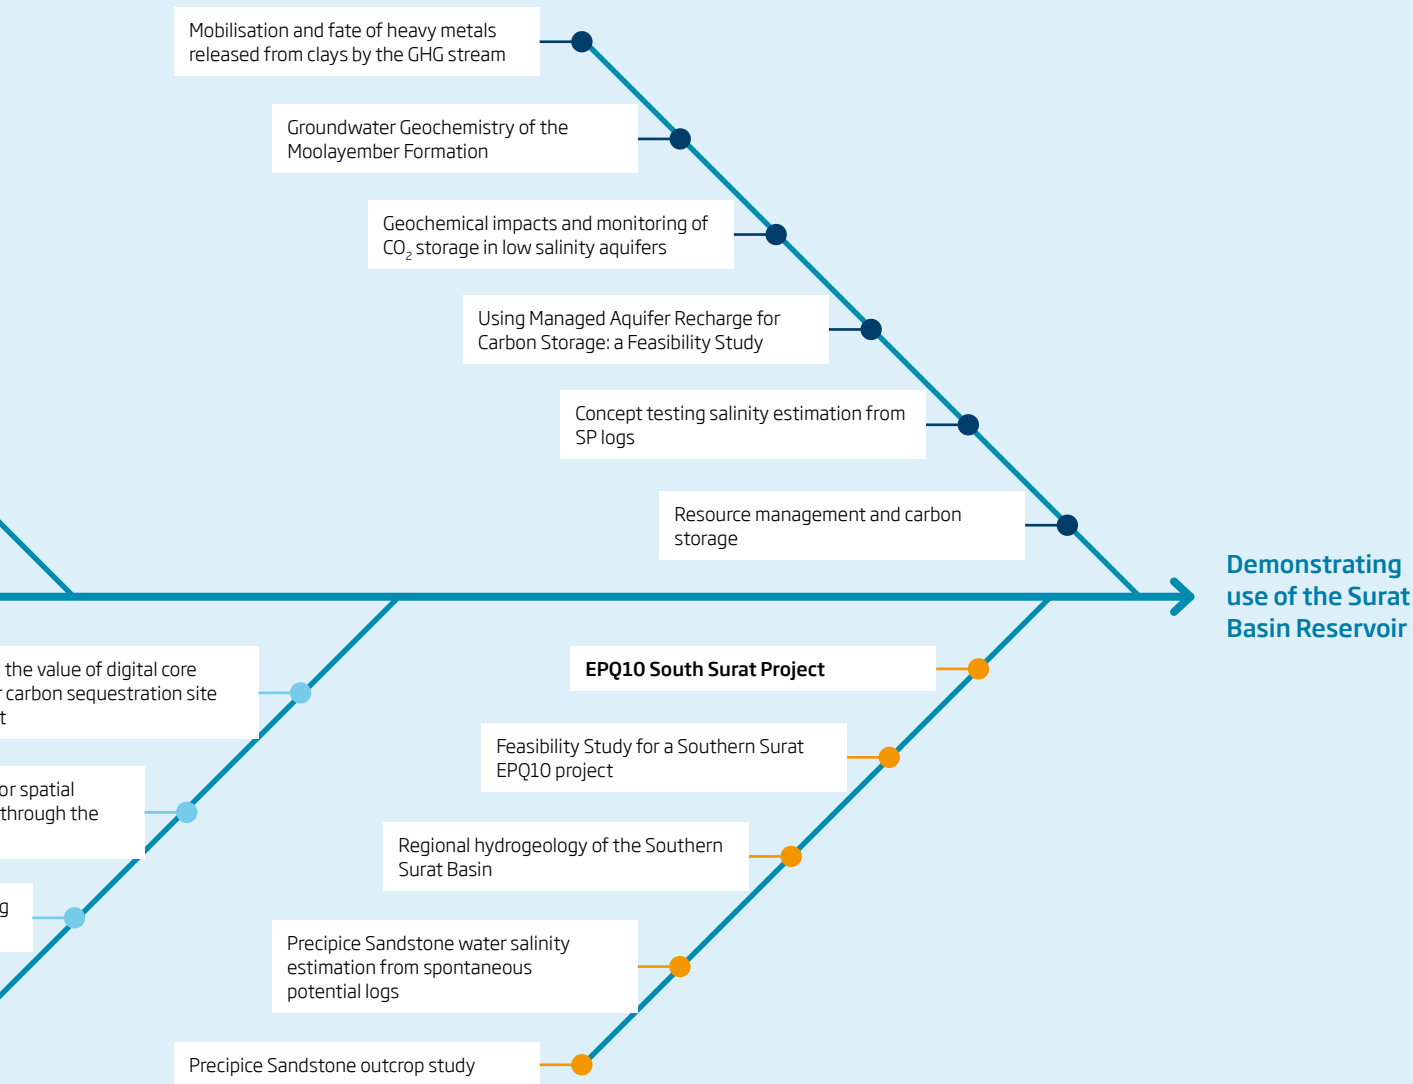 Mobilisation and fate of heavy metals
released from clays by the GHG stream
Groundwater Geochemistry of the
Moolayember Formation
Geochemical impacts and monitoring of
CO₂ storage in low salinity aquifers
Using Managed Aquifer Recharge for
Carbon Storage: a Feasibility Study
Concept testing salinity estimation from
SP logs
Resource management and carbon
storage
Demonstrating
use of the Surat
Basin Reservoir
the value of digital core
carbon sequestration site
EPQ10 South Surat Project
Feasibility Study for a Southern Surat
EPQ10 project
or spatial
through the
Regional hydrogeology of the Southern
Surat Basin
Precipice Sandstone water salinity
estimation from spontaneous
potential logs
Precipice Sandstone outcrop study